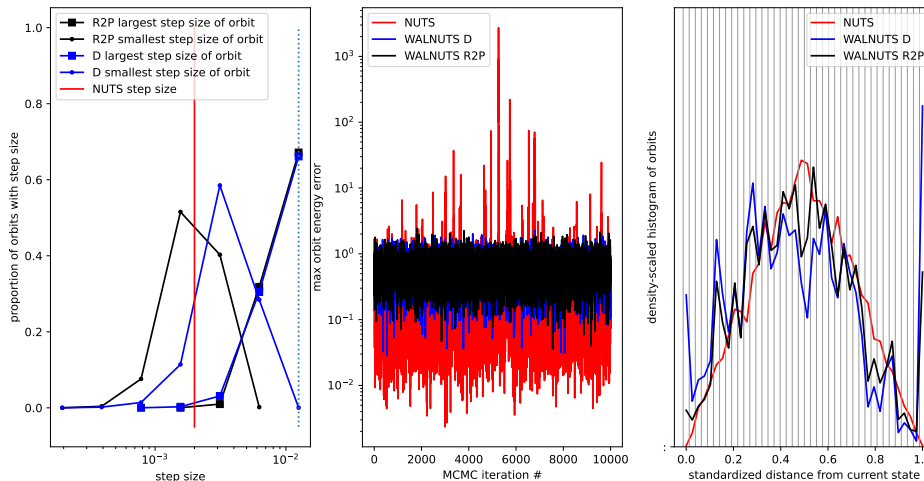 R2P largest step size of orbit
R2P smallest step size of orbit
D largest step size of orbit
D smallest step size of orbit
NUTS step size
proportion of orbits with step size
1.0
0.8
0.6
0.4
0.2
0.0
10⁻³
10⁻²
step size
NUTS
WALNUTS D
WALNUTS R2P
max orbit energy error
10³
10²
10¹
10⁰
10⁻¹
10⁻²
0
2000
4000
6000
8000
10000
MCMC iteration #
NUTS
WALNUTS D
WALNUTS R2P
density-scaled histogram of orbits
0.0
0.2
0.4
0.6
0.8
1.
standardized distance from current state